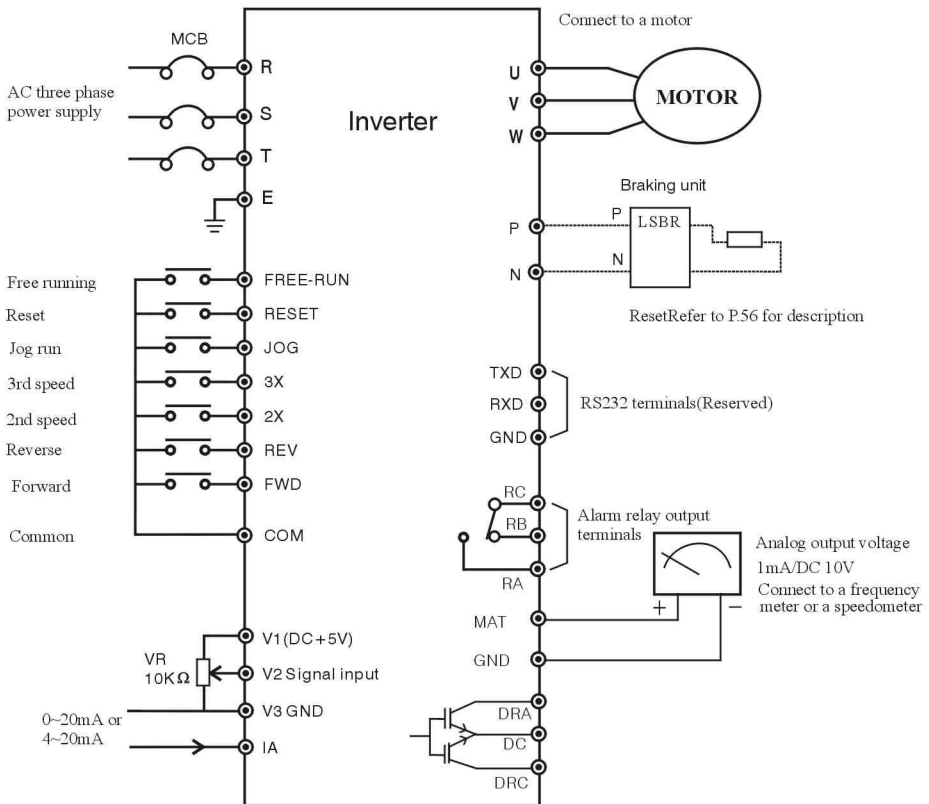 Connect to a motor
MCB
R
U
AC three phase
power supply
S
V
MOTOR
Inverter
W
T
E
Braking unit
P
P
LSBR
N
N
Free running
FREE-RUN
Reset
RESET
ResetRefer to P.56 for description
Jog run
JOG
3rd speed
3X
TXD
2nd speed
2X
RXD
RS232 terminals(Reserved)
Reverse
REV
GND
Forward
FWD
RC
RB
Alarm relay output
terminals
Common
COM
RA
Analog output voltage
1mA/DC 10V
Connect to a frequency
meter or a speedometer
+
−
MAT
GND
V1(DC+5V)
VR
10KΩ
V2 Signal input
V3 GND
0~20mA or
4~20mA
IA
DRA
DC
DRC